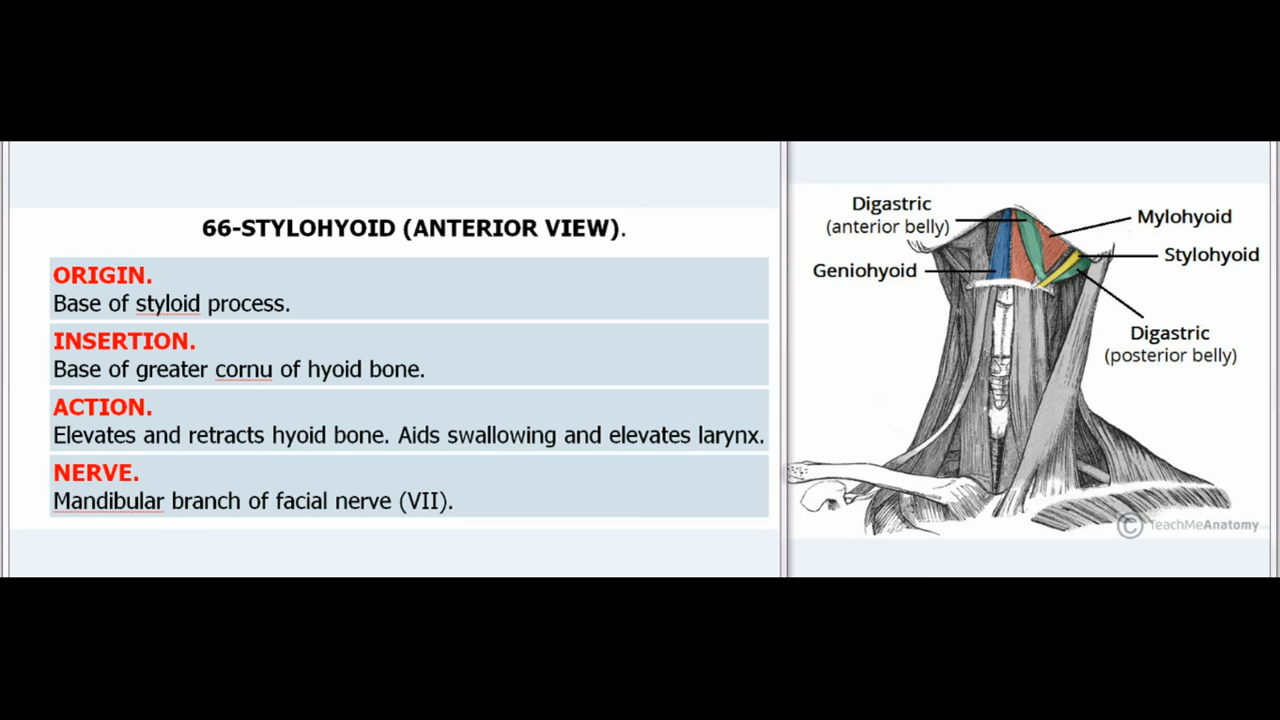 66-STYLOHYOID (ANTERIOR VIEW).
ORIGIN.
Base of styloid process.
INSERTION.
Base of greater cornu of hyoid bone.
ACTION.
Elevates and retracts hyoid bone. Aids swallowing and elevates larynx.
NERVE.
Mandibular branch of facial nerve (VII).
Digastric
(anterior belly)
Geniohyoid
Mylohyoid
Stylohyoid
Digastric
(posterior belly)
© TeachMeAnatomy